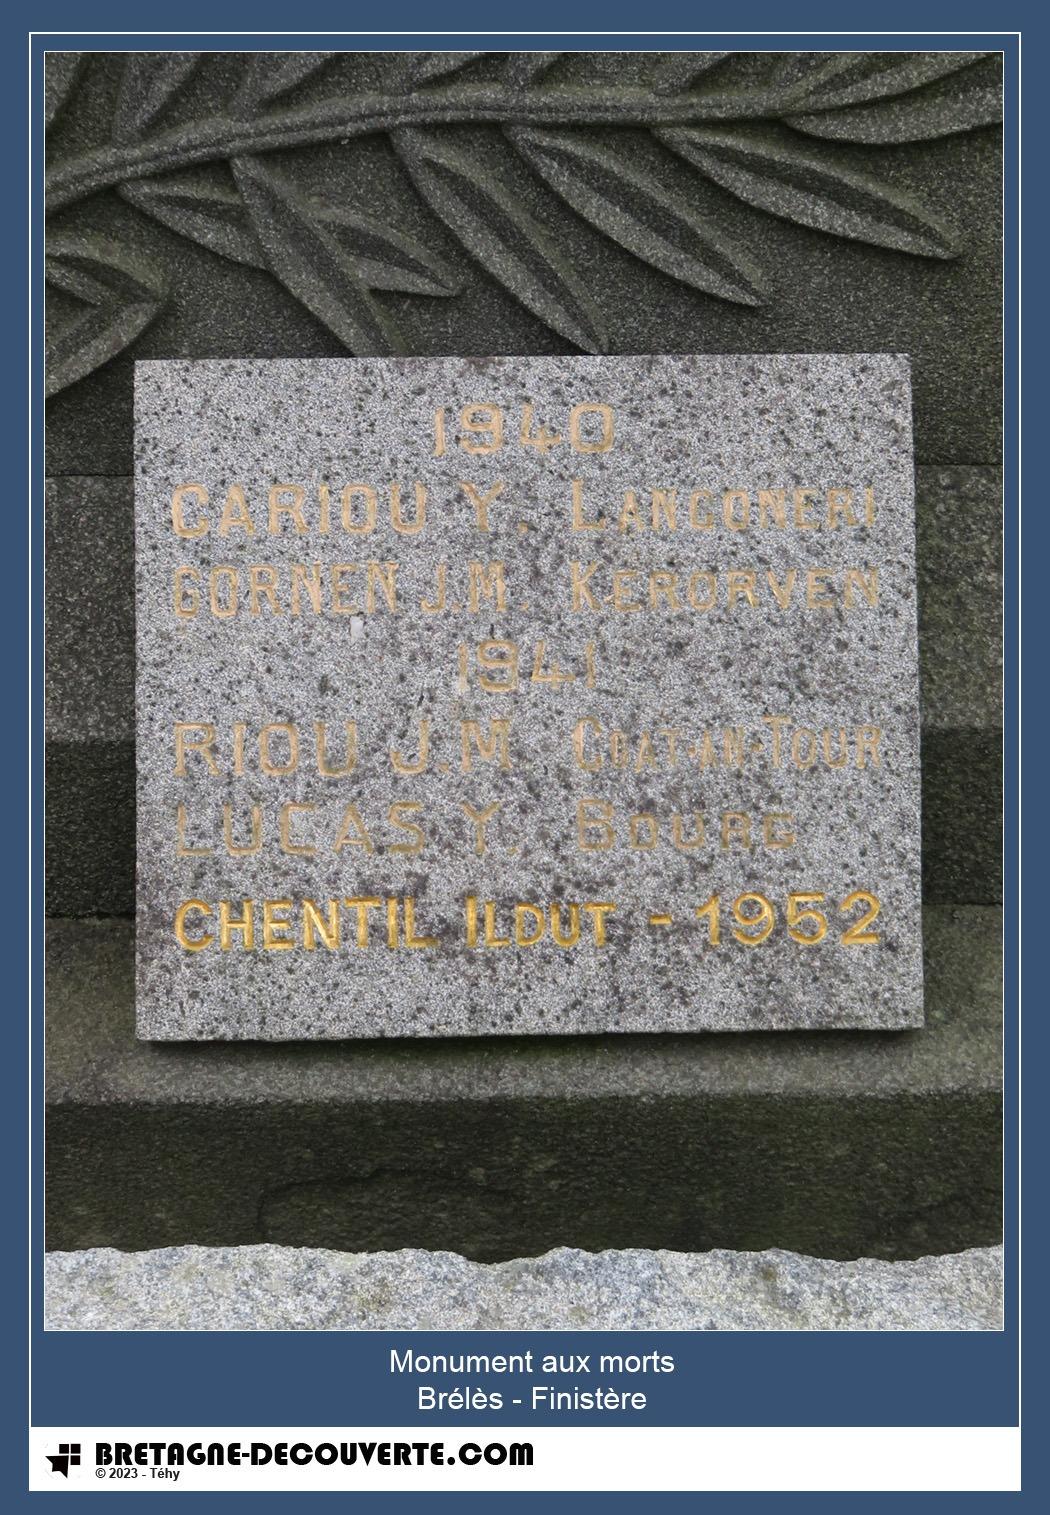 1940
CARIOU Y. LANGONERI
GORNEN J.M. KERORVEN
1941
RIOU J.M COAT-AN-TOUR
LUCAS Y. BOURG
CHENTIL ILDUT - 1952
Monument aux morts
Brélès - Finistère
BRETAGNE-DECOUVERTE.COM
© 2023 - Téhy